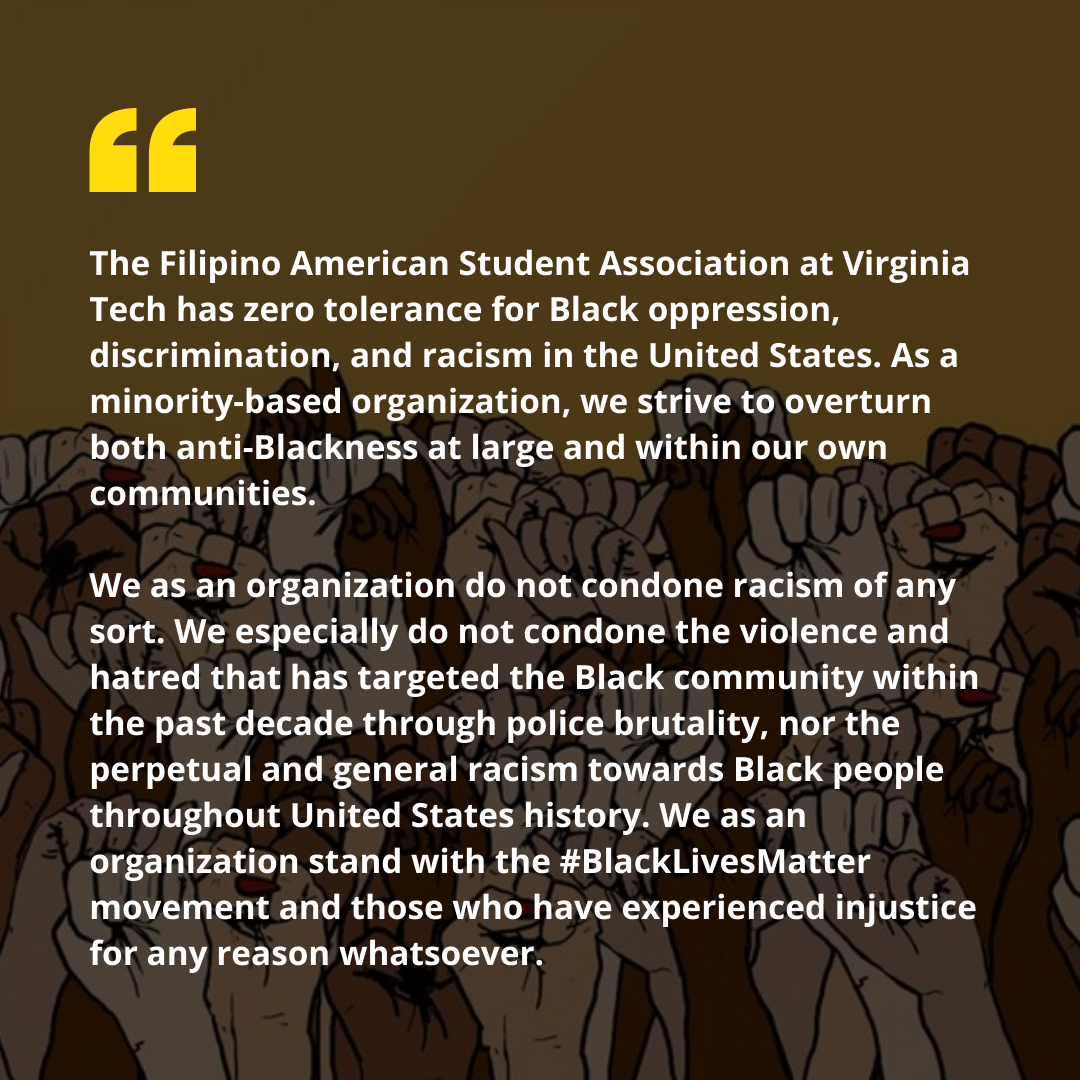 The Filipino American Student Association at Virginia
Tech has zero tolerance for Black oppression,
discrimination, and racism in the United States. As a
minority-based organization, we strive to overturn
both anti-Blackness at large and within our own
communities.
We as an organization do not condone racism of any
sort. We especially do not condone the violence and
hatred that has targeted the Black community within
the past decade through police brutality, nor the
perpetual and general racism towards Black people
throughout United States history. We as an
organization stand with the #BlackLivesMatter
movement and those who have experienced injustice
for any reason whatsoever.